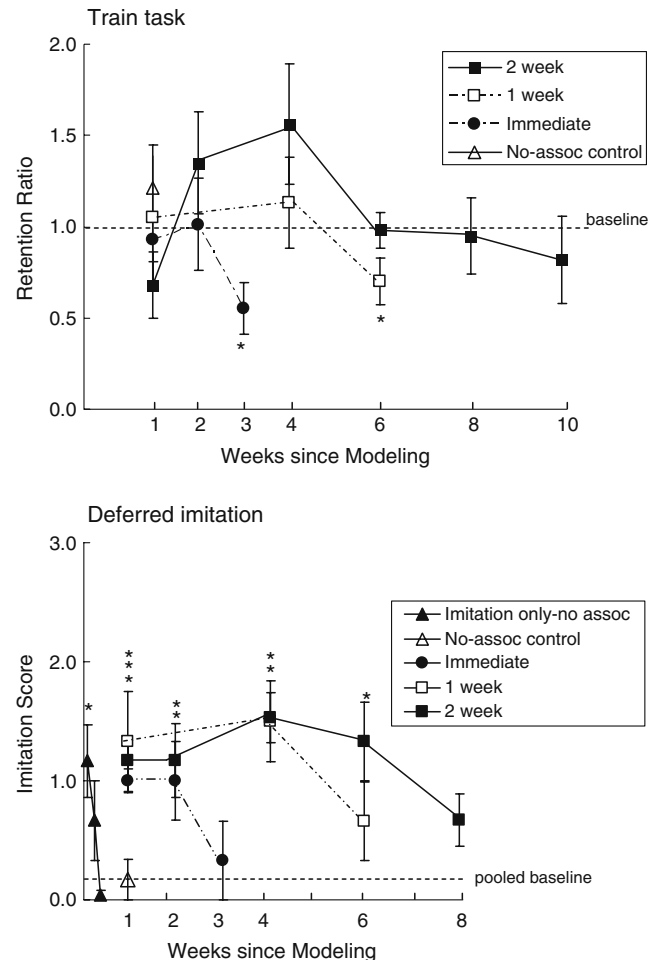 Train task
2.0
1.5
1.0
0.5
0.0
Retention Ratio
2 week
1 week
Immediate
No-assoc control
baseline
*
*
1 2 3 4 6 8 10
Weeks since Modeling
Deferred imitation
3.0
2.0
1.0
0.0
Imitation Score
Imitation only-no assoc
No-assoc control
Immediate
1 week
2 week
*
***
**
**
*
pooled baseline
1 2 3 4 6 8
Weeks since Modeling